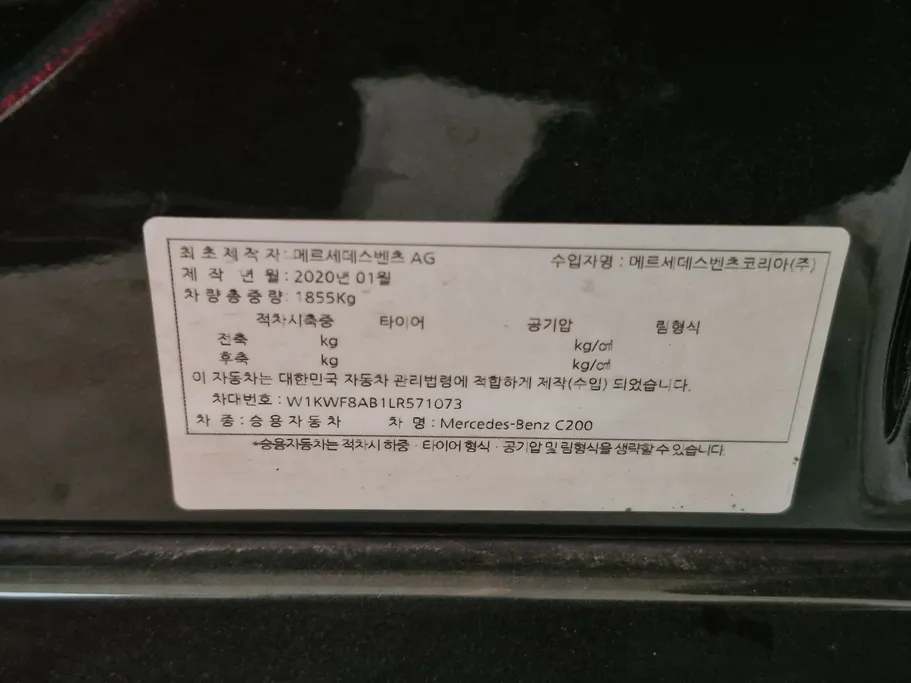 최초제작자: 메르세데스벤츠 AG 수입자명 : 메르세데스벤츠코리아(주)
제 작 년 월 : 2020년 01월
차량총중량: 1855Kg
적차시축중 타이어 공기압 림형식
전축 kg kg/㎠
후축 kg kg/㎠
이 자동차는 대한민국 자동차 관리법령에 적합하게 제작(수입) 되었습니다.
차대번호 : W1KWF8AB1LR571073
차 종 : 승용자동차 차 명 : Mercedes-Benz C200
*승용자동차는 적차시 하중 · 타이어 형식 · 공기압 및 림형식을 생략할 수 있습니다.